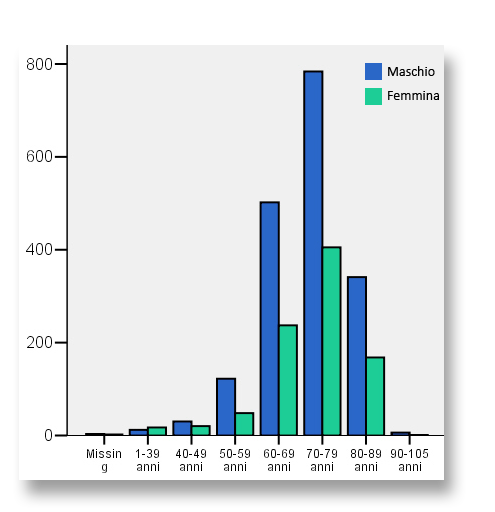 800
600
400
200
0
Maschio
Femmina
Missin
g
1-39
anni
40-49
anni
50-59
anni
60-69
anni
70-79
anni
80-89
anni
90-105
anni